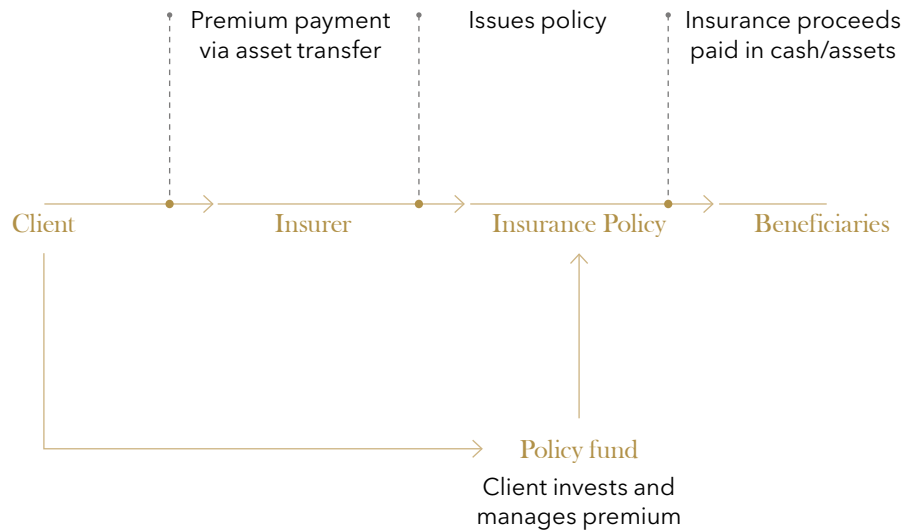 Premium payment
via asset transfer
Issues policy
Insurance proceeds
paid in cash/assets
Client
Insurer
Insurance Policy
Beneficiaries
Policy fund
Client invests and
manages premium